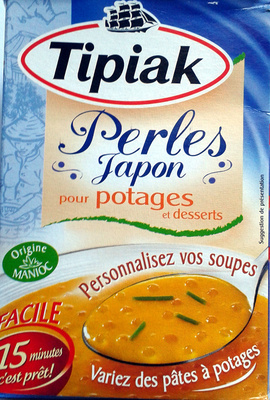 Tipiak
Perles
Japon
pour potages
et desserts
Suggestion de présentation
Origine
MANIOC
Personnalisez vos soupes
FACILE
15 minutes
c'est prêt!
Variez des pâtes à potages